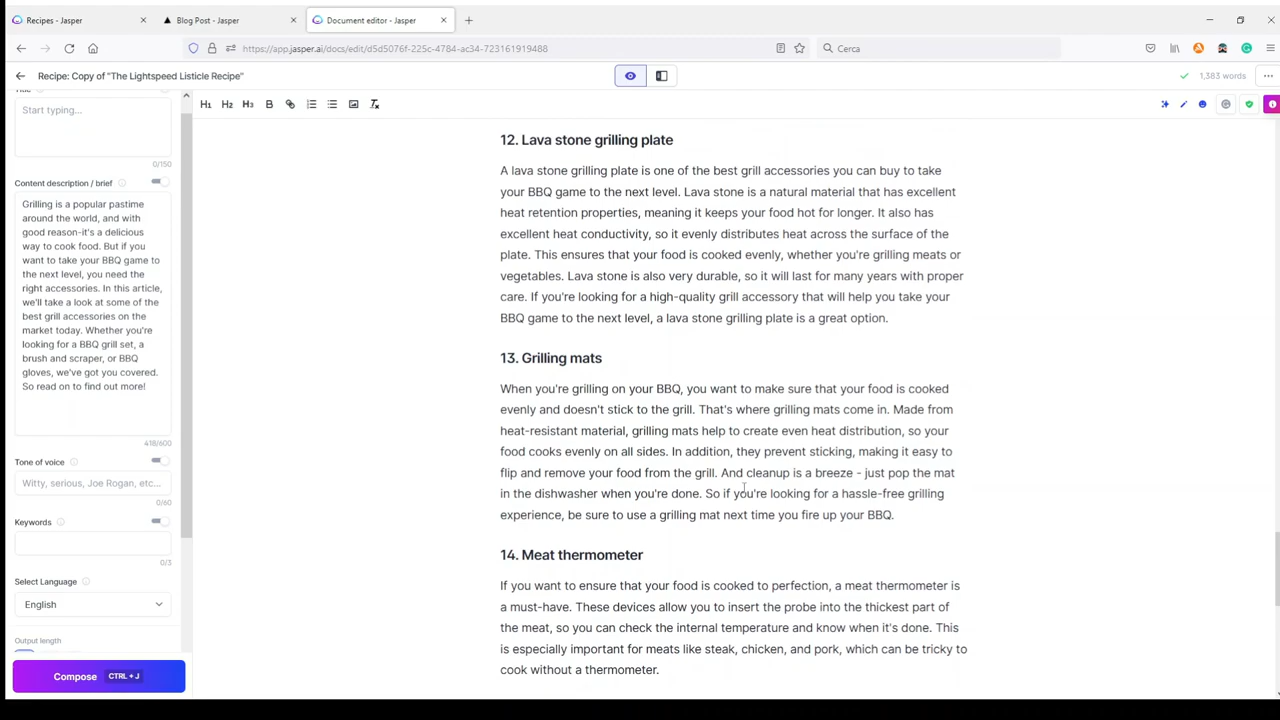 Recipes - Jasper
Blog Post - Jasper
Document editor - Jasper
https://app.jasper.ai/docs/edit/d5d5076f-225c-4784-ac34-723161919488
Cerca
Recipe: Copy of "The Lightspeed Listicle Recipe"
1,383 words
H1 H2 H3 B
Title
Start typing...
0/150
Content description / brief
Grilling is a popular pastime
around the world, and with
good reason-it's a delicious
way to cook food. But if you
want to take your BBQ game to
the next level, you need the
right accessories. In this article,
we'll take a look at some of the
best grill accessories on the
market today. Whether you're
looking for a BBQ grill set, a
brush and scraper, or BBQ
gloves, we've got you covered.
So read on to find out more!
418/600
Tone of voice
Witty, serious, Joe Rogan, etc...
0/60
Keywords
0/3
Select Language
English
Output length
Compose CTRL + J
12. Lava stone grilling plate
A lava stone grilling plate is one of the best grill accessories you can buy to take
your BBQ game to the next level. Lava stone is a natural material that has excellent
heat retention properties, meaning it keeps your food hot for longer. It also has
excellent heat conductivity, so it evenly distributes heat across the surface of the
plate. This ensures that your food is cooked evenly, whether you're grilling meats or
vegetables. Lava stone is also very durable, so it will last for many years with proper
care. If you're looking for a high-quality grill accessory that will help you take your
BBQ game to the next level, a lava stone grilling plate is a great option.
13. Grilling mats
When you're grilling on your BBQ, you want to make sure that your food is cooked
evenly and doesn't stick to the grill. That's where grilling mats come in. Made from
heat-resistant material, grilling mats help to create even heat distribution, so your
food cooks evenly on all sides. In addition, they prevent sticking, making it easy to
flip and remove your food from the grill. And cleanup is a breeze - just pop the mat
in the dishwasher when you're done. So if you're looking for a hassle-free grilling
experience, be sure to use a grilling mat next time you fire up your BBQ.
14. Meat thermometer
If you want to ensure that your food is cooked to perfection, a meat thermometer is
a must-have. These devices allow you to insert the probe into the thickest part of
the meat, so you can check the internal temperature and know when it's done. This
is especially important for meats like steak, chicken, and pork, which can be tricky to
cook without a thermometer.